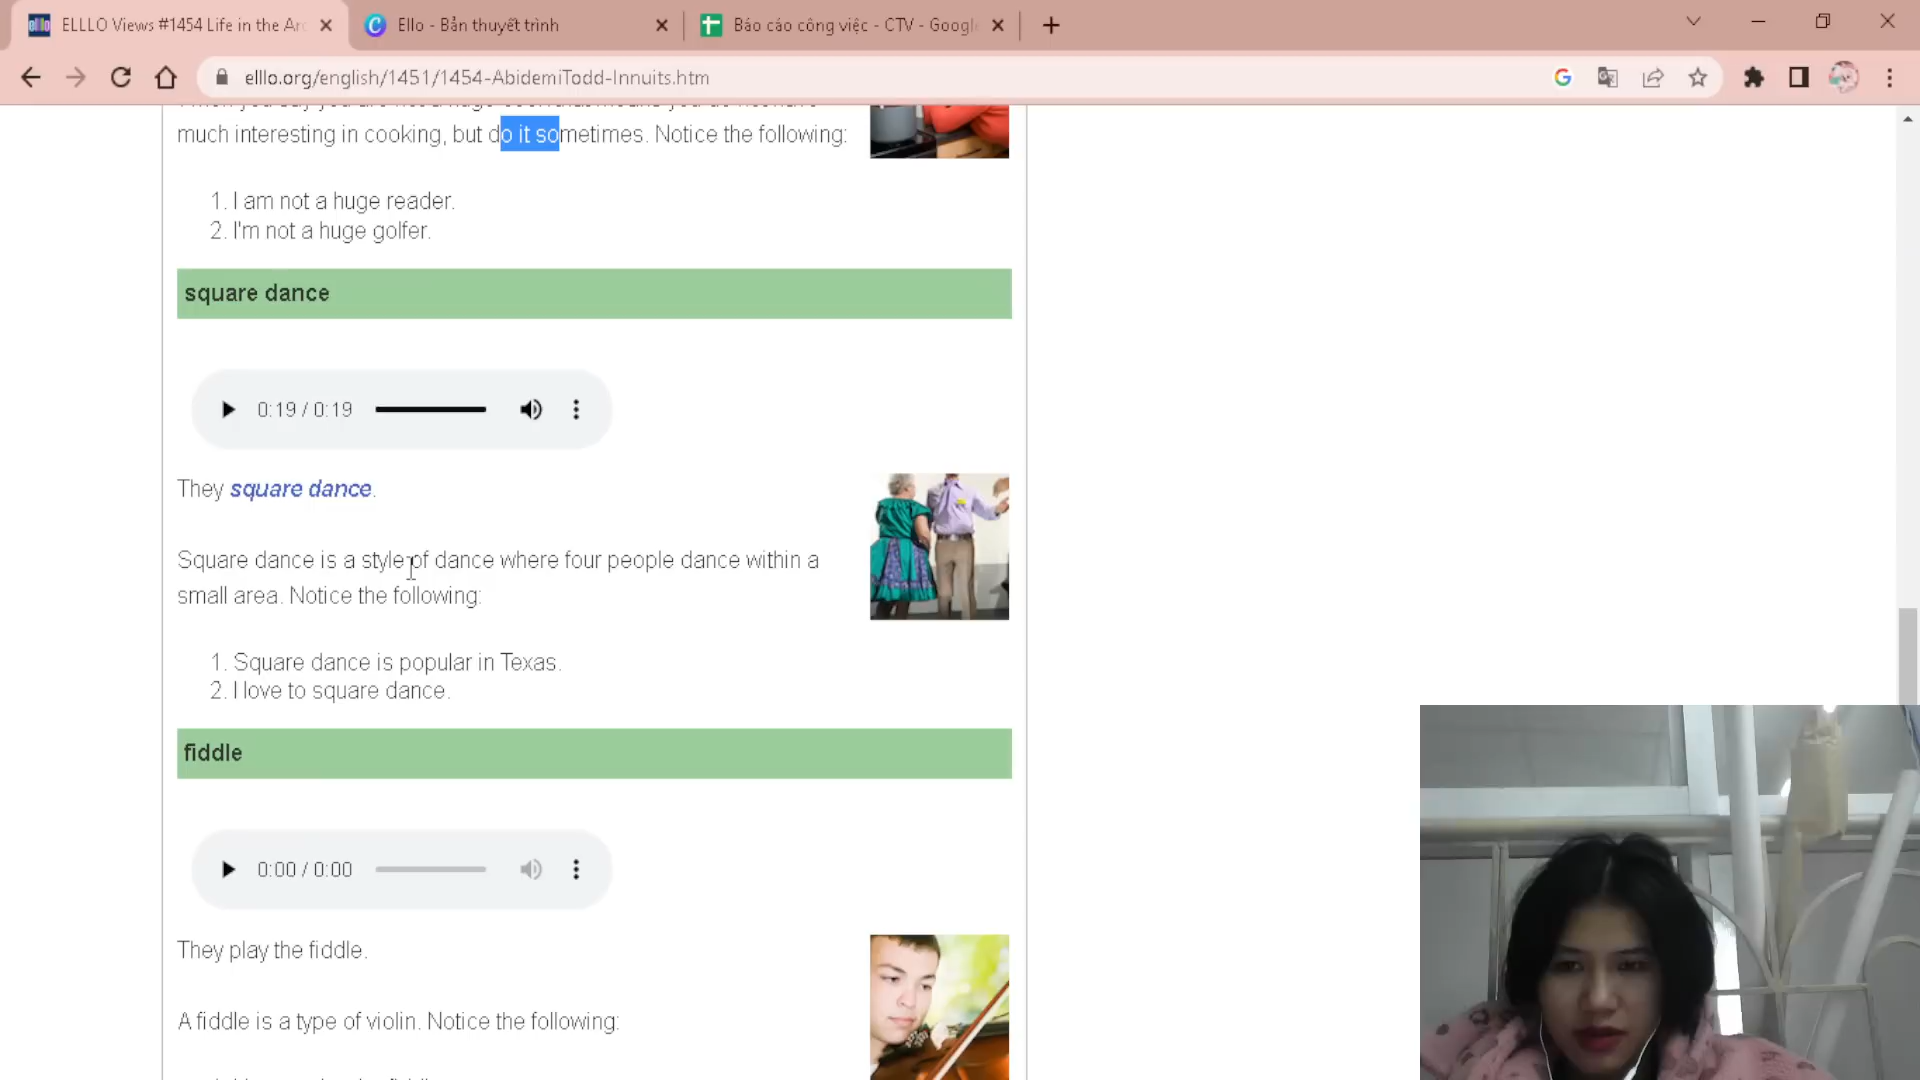 ELLLO Views #1454 Life in the Arc
Ello - Bản thuyết trình
Báo cáo công việc - CTV - Google
elllo.org/english/1451/1454-AbidemiTodd-Innuits.htm
much interesting in cooking, but do it sometimes. Notice the following:
1. I am not a huge reader.
2. I'm not a huge golfer.
square dance
0:19 / 0:19
They square dance.
Square dance is a style of dance where four people dance within a
small area. Notice the following:
1. Square dance is popular in Texas.
2. I love to square dance.
fiddle
0:00 / 0:00
They play the fiddle.
A fiddle is a type of violin. Notice the following: